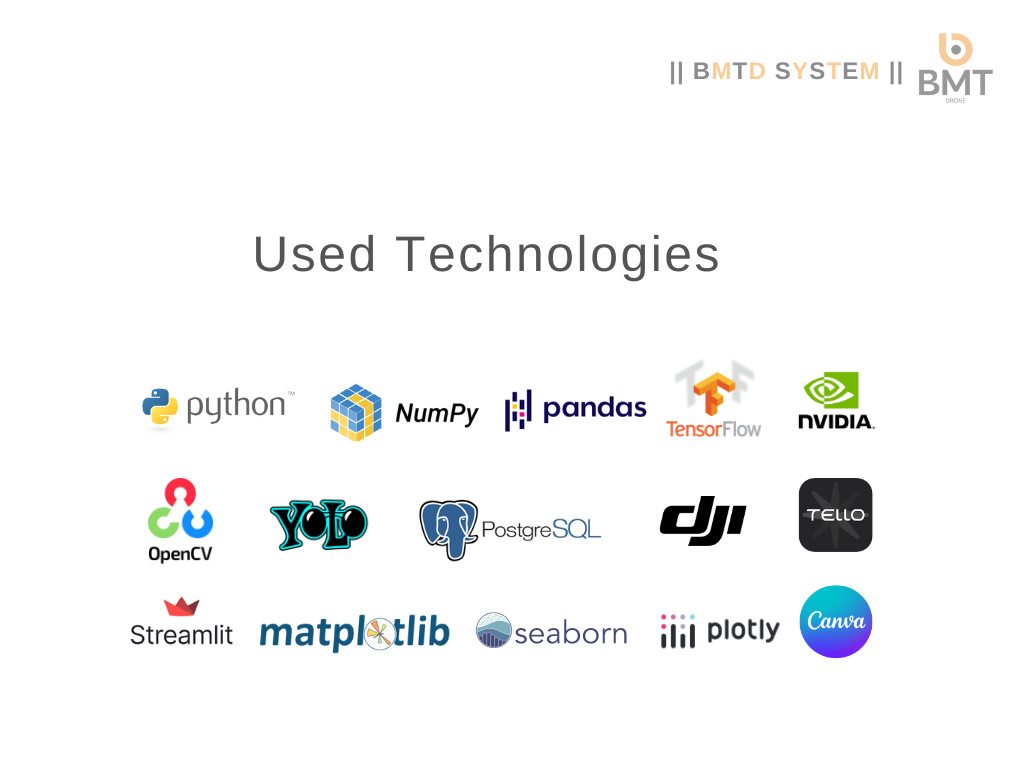 || BMTD SYSTEM ||
BMT
DRONE
Used Technologies
python™ NumPy pandas TensorFlow NVIDIA.
OpenCV YOLO PostgreSQL dji TELLO
Streamlit matplotlib seaborn plotly Canva